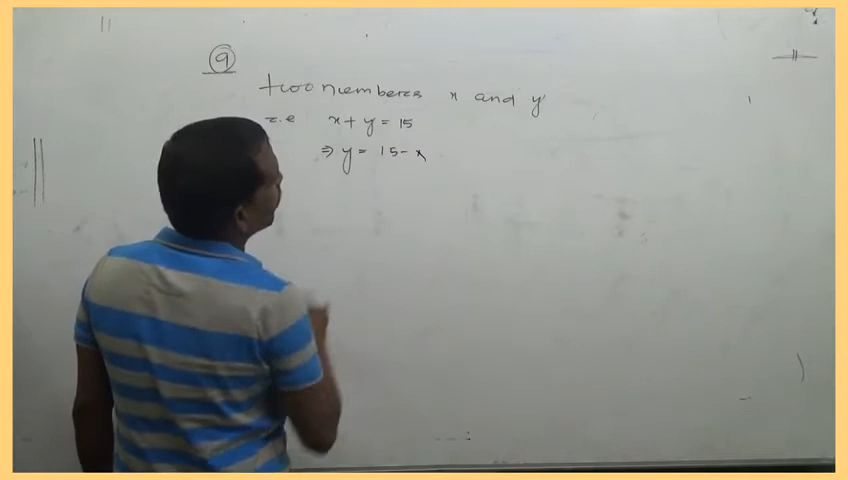 9
two numbers x and y
i.e x + y = 15
⇒ y = 15 - x